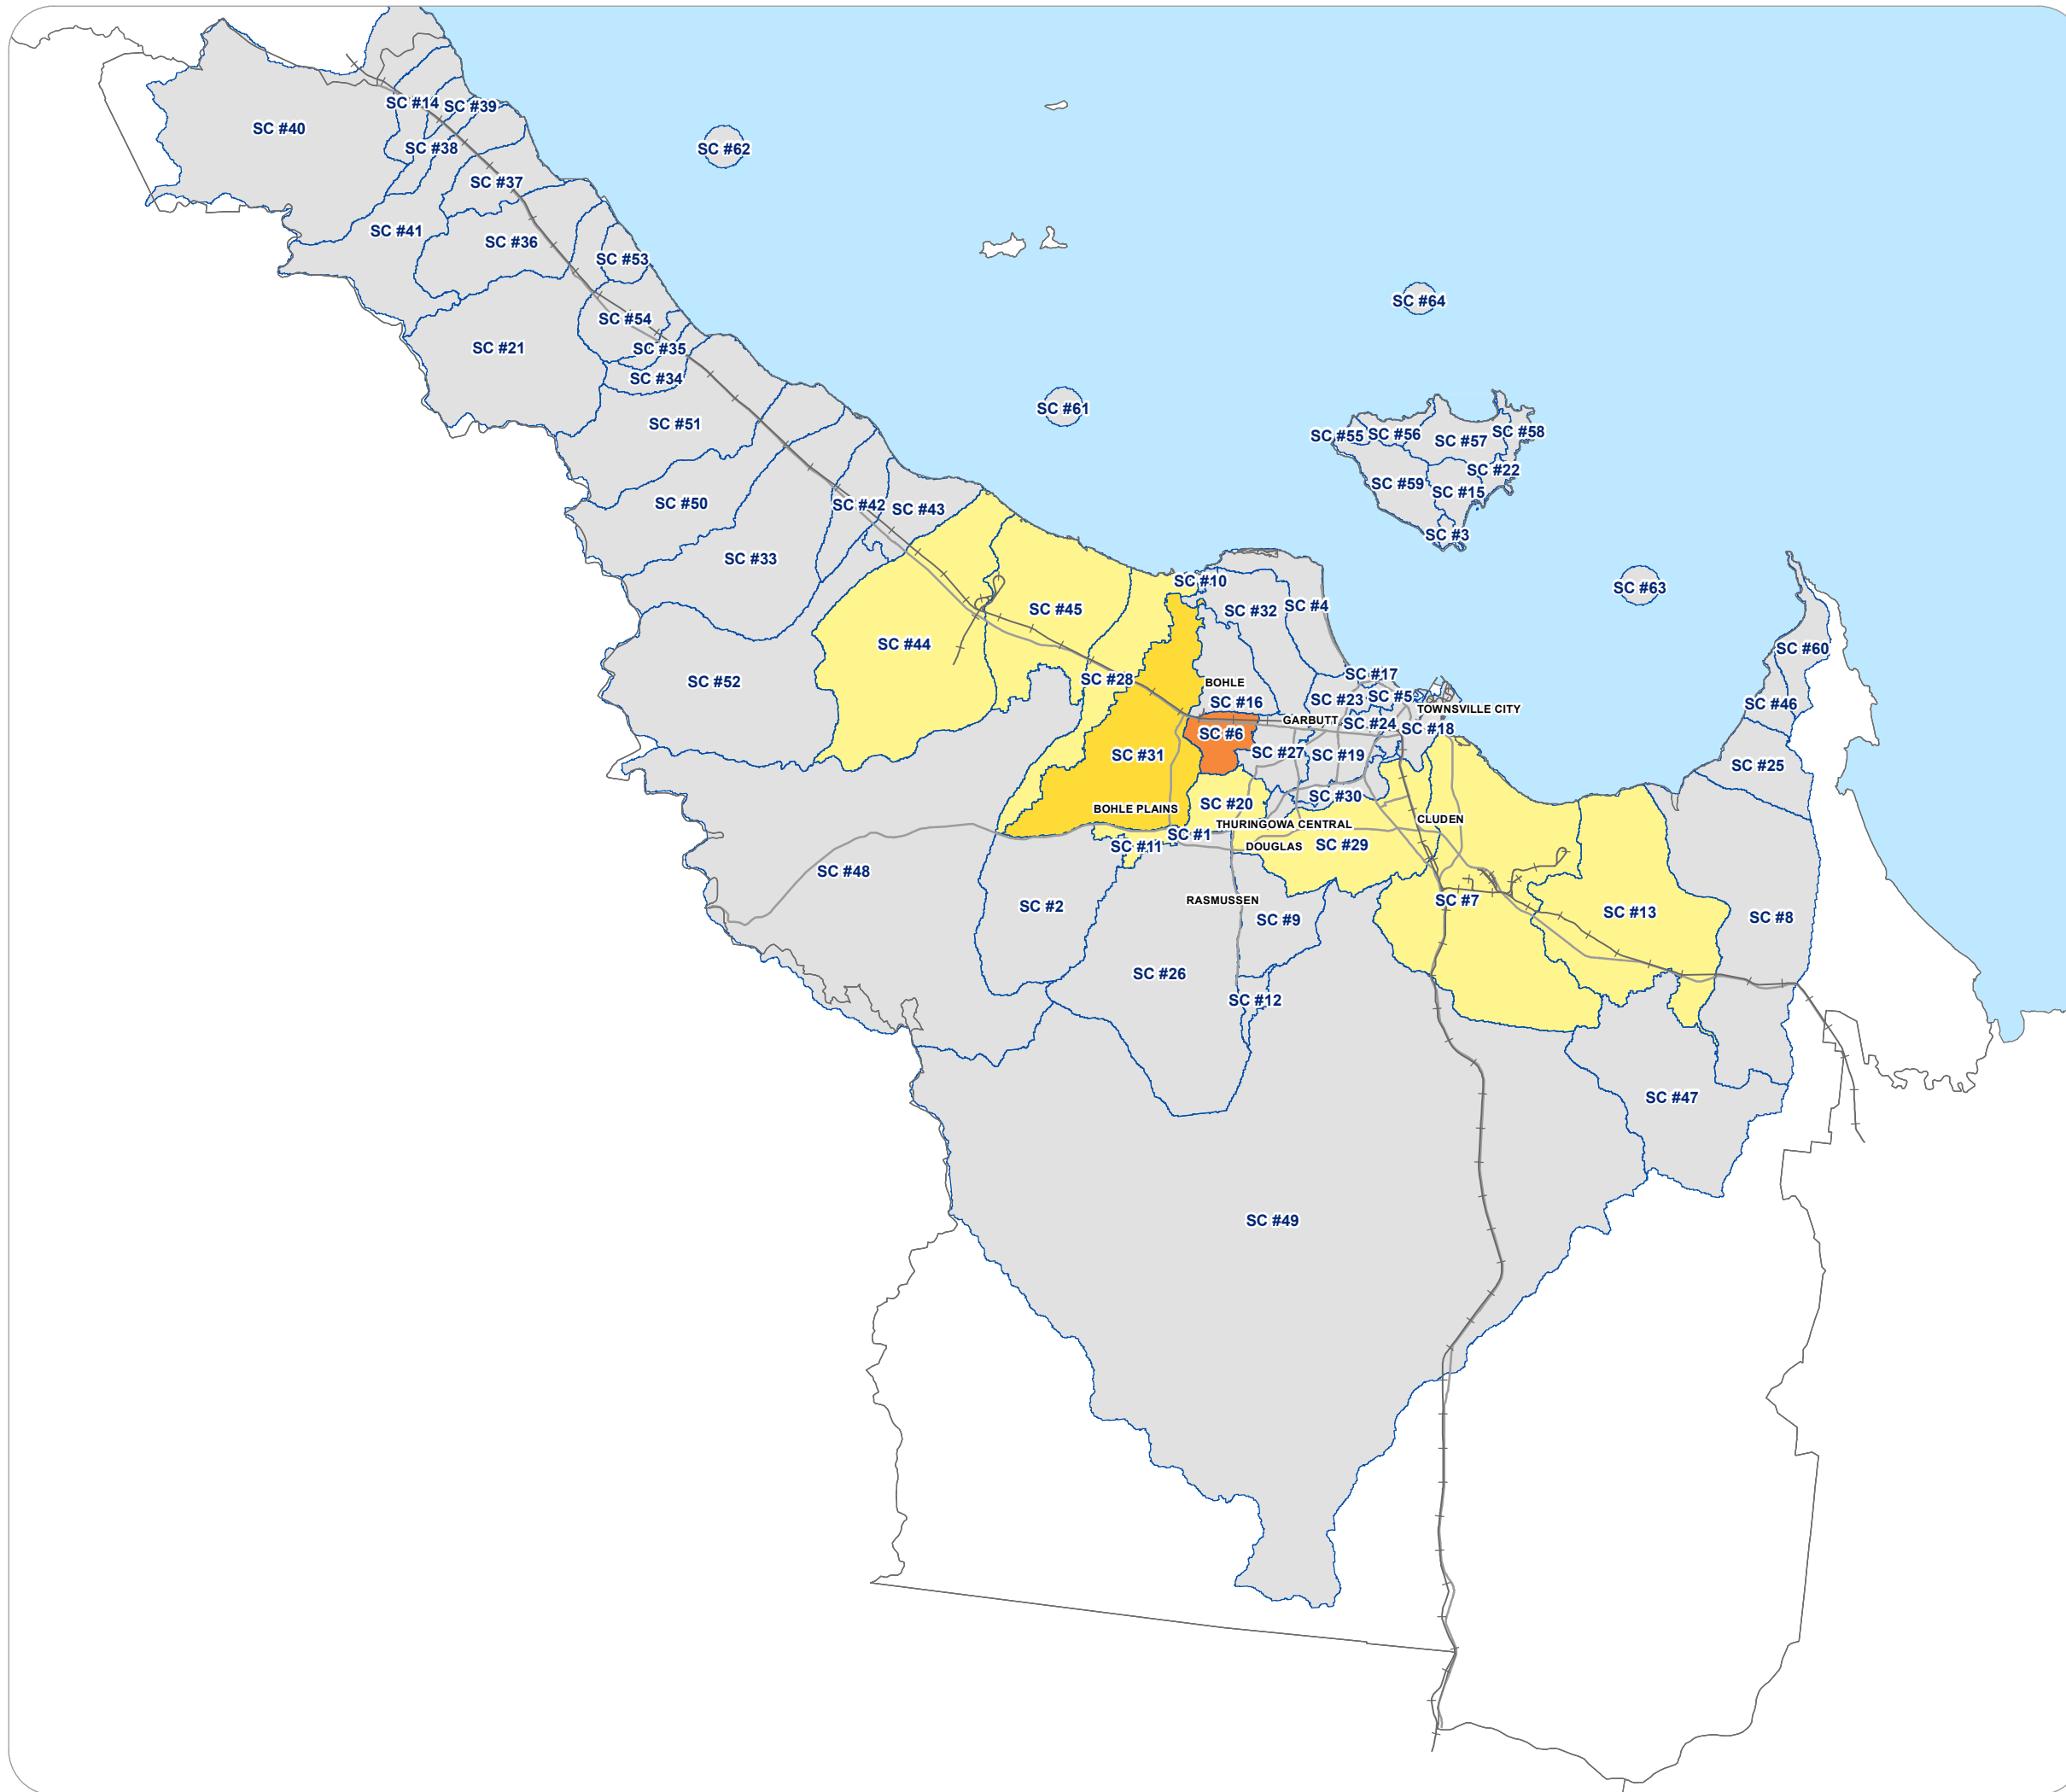 SC #14
SC #39
SC #40
SC #38
SC #62
SC #37
SC #41
SC #36
SC #53
SC #64
SC #54
SC #21
SC #35
SC #34
SC #61
SC #51
SC #55
SC #56
SC #57
SC #58
SC #22
SC #59
SC #15
SC #50
SC #42
SC #43
SC #3
SC #33
SC #10
SC #63
SC #45
SC #32
SC #4
SC #44
SC #60
SC #52
SC #28
BOHLE
SC #17
SC #16
SC #23
SC #5
SC #46
TOWNSVILLE CITY
GARBUTT
SC #24
SC #18
SC #6
SC #31
SC #27
SC #19
SC #25
SC #30
BOHLE PLAINS
SC #20
THURINGOWA CENTRAL
CLUDEN
SC #1
SC #11
DOUGLAS
SC #29
SC #48
RASMUSSEN
SC #7
SC #2
SC #9
SC #13
SC #8
SC #26
SC #12
SC #47
SC #49